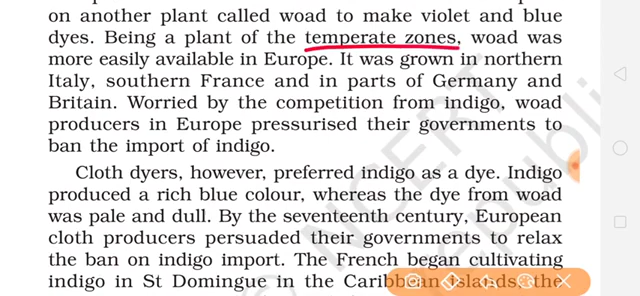 on another plant called woad to make violet and blue
dyes. Being a plant of the temperate zones, woad was
more easily available in Europe. It was grown in northern
Italy, southern France and in parts of Germany and
Britain. Worried by the competition from indigo, woad
producers in Europe pressurised their governments to
ban the import of indigo.
Cloth dyers, however, preferred indigo as a dye. Indigo
produced a rich blue colour, whereas the dye from woad
was pale and dull. By the seventeenth century, European
cloth producers persuaded their governments to relax
the ban on indigo import. The French began cultivating
indigo in St Domingue in the Caribbean islands, the
© NCERT
republi